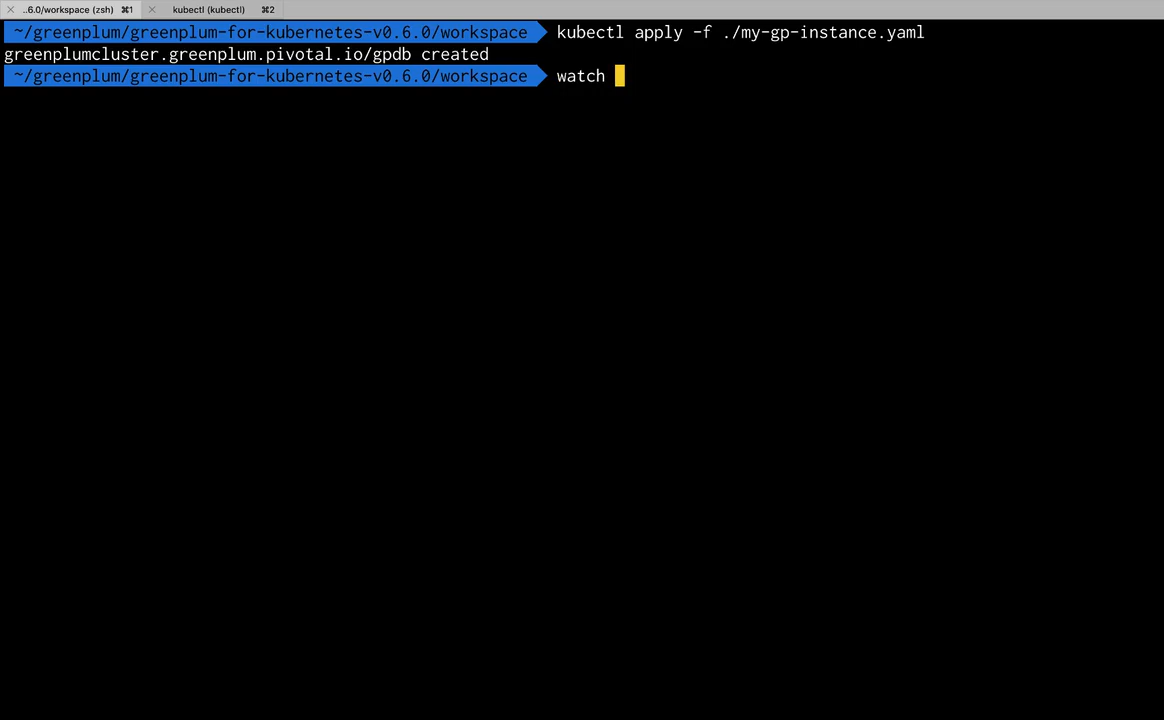 ..6.0/workspace (zsh) ⌘1 kubectl (kubectl) ⌘2
~/greenplum/greenplum-for-kubernetes-v0.6.0/workspace kubectl apply -f ./my-gp-instance.yaml
greenplumcluster.greenplum.pivotal.io/gpdb created
~/greenplum/greenplum-for-kubernetes-v0.6.0/workspace watch